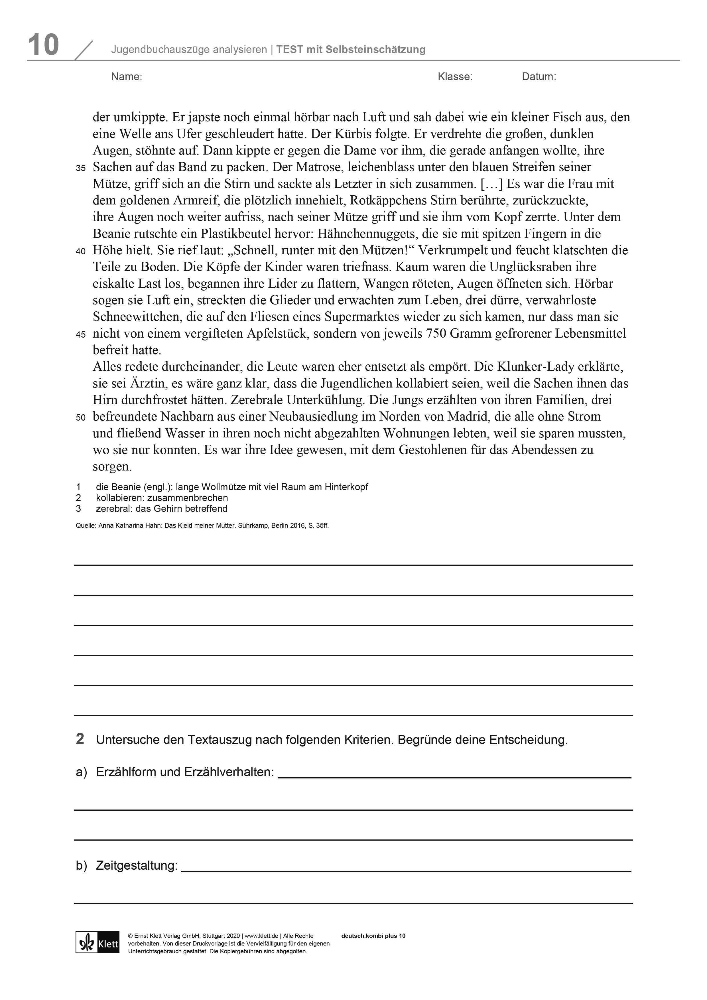 10
Jugendbuchauszüge analysieren | TEST mit Selbsteinschätzung
Name: Klasse: Datum:
der umkippte. Er japste noch einmal hörbar nach Luft und sah dabei wie ein kleiner Fisch aus, den
eine Welle ans Ufer geschleudert hatte. Der Kürbis folgte. Er verdrehte die großen, dunklen
Augen, stöhnte auf. Dann kippte er gegen die Dame vor ihm, die gerade anfangen wollte, ihre
35 Sachen auf das Band zu packen. Der Matrose, leichenblass unter den blauen Streifen seiner
Mütze, griff sich an die Stirn und sackte als Letzter in sich zusammen. […] Es war die Frau mit
dem goldenen Armreif, die plötzlich innehielt, Rotkäppchens Stirn berührte, zurückzuckte,
ihre Augen noch weiter aufriss, nach seiner Mütze griff und sie ihm vom Kopf zerrte. Unter dem
Beanie rutschte ein Plastikbeutel hervor: Hähnchennuggets, die sie mit spitzen Fingern in die
40 Höhe hielt. Sie rief laut: „Schnell, runter mit den Mützen!“ Verkrumpelt und feucht klatschten die
Teile zu Boden. Die Köpfe der Kinder waren triefnass. Kaum waren die Unglücksraben ihre
eiskalte Last los, begannen ihre Lider zu flattern, Wangen röteten, Augen öffneten sich. Hörbar
sogen sie Luft ein, streckten die Glieder und erwachten zum Leben, drei dürre, verwahrloste
Schneewittchen, die auf den Fliesen eines Supermarktes wieder zu sich kamen, nur dass man sie
45 nicht von einem vergifteten Apfelstück, sondern von jeweils 750 Gramm gefrorener Lebensmittel
befreit hatte.
Alles redete durcheinander, die Leute waren eher entsetzt als empört. Die Klunker-Lady erklärte,
sie sei Ärztin, es wäre ganz klar, dass die Jugendlichen kollabiert seien, weil die Sachen ihnen das
Hirn durchfrostet hätten. Zerebrale Unterkühlung. Die Jungs erzählten von ihren Familien, drei
50 befreundete Nachbarn aus einer Neubausiedlung im Norden von Madrid, die alle ohne Strom
und fließend Wasser in ihren noch nicht abgezahlten Wohnungen lebten, weil sie sparen mussten,
wo sie nur konnten. Es war ihre Idee gewesen, mit dem Gestohlenen für das Abendessen zu
sorgen.
1 die Beanie (engl.): lange Wollmütze mit viel Raum am Hinterkopf
2 kollabieren: zusammenbrechen
3 zerebral: das Gehirn betreffend
Quelle: Anna Katharina Hahn: Das Kleid meiner Mutter. Suhrkamp, Berlin 2016, S. 35ff.
2 Untersuche den Textauszug nach folgenden Kriterien. Begründe deine Entscheidung.
a) Erzählform und Erzählverhalten:
b) Zeitgestaltung:
Klett
© Ernst Klett Verlag GmbH, Stuttgart 2020 | www.klett.de | Alle Rechte
vorbehalten. Von dieser Druckvorlage ist die Vervielfältigung für den eigenen
Unterrichtsgebrauch gestattet. Die Kopiergebühren sind abgegolten.
deutsch.kombi plus 10